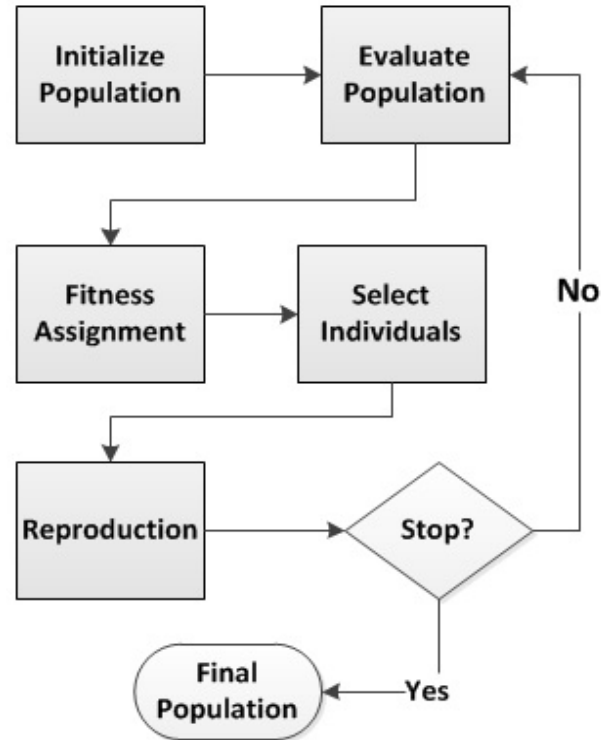 Initialize
Population
Evaluate
Population
Fitness
Assignment
Select
Individuals
No
Reproduction
Stop?
Yes
Final
Population